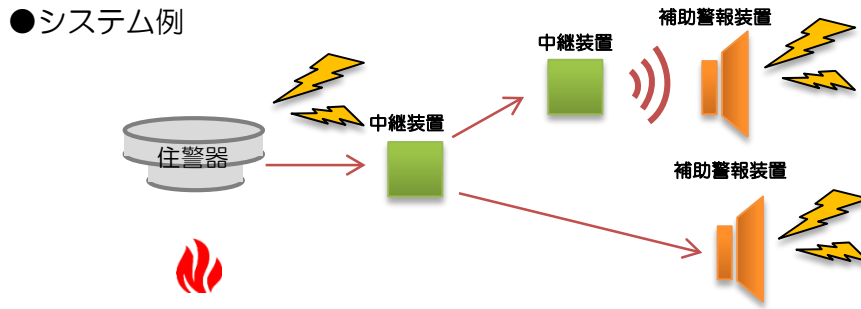 ●システム例
補助警報装置
中継装置
中継装置
住警器
補助警報装置